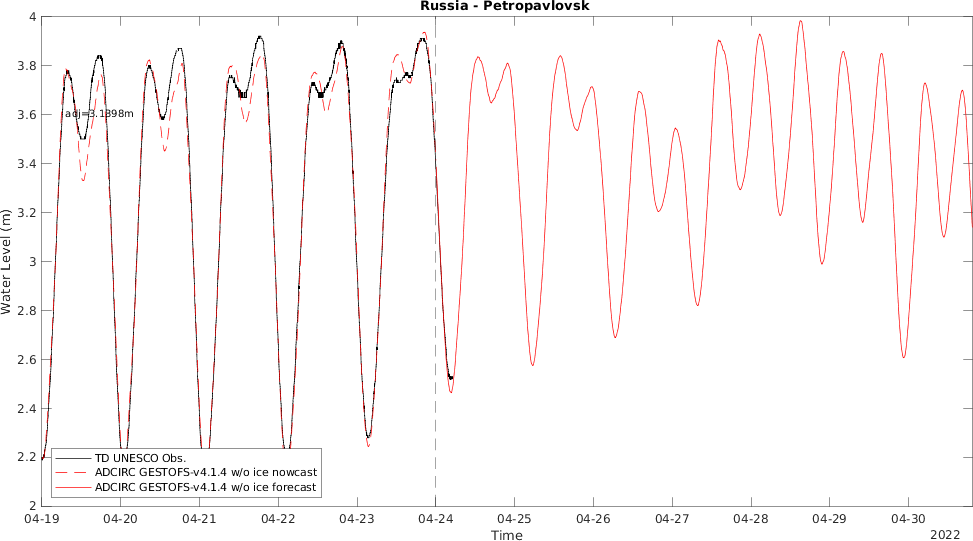 Russia - Petropavlovsk
Water Level (m)
4
3.8
3.6
3.4
3.2
3
2.8
2.6
2.4
2.2
2
adj=3.1898m
TD UNESCO Obs.
ADCIRC GESTOFS-v4.1.4 w/o ice nowcast
ADCIRC GESTOFS-v4.1.4 w/o ice forecast
04-19 04-20 04-21 04-22 04-23 04-24 04-25 04-26 04-27 04-28 04-29 04-30
Time
2022